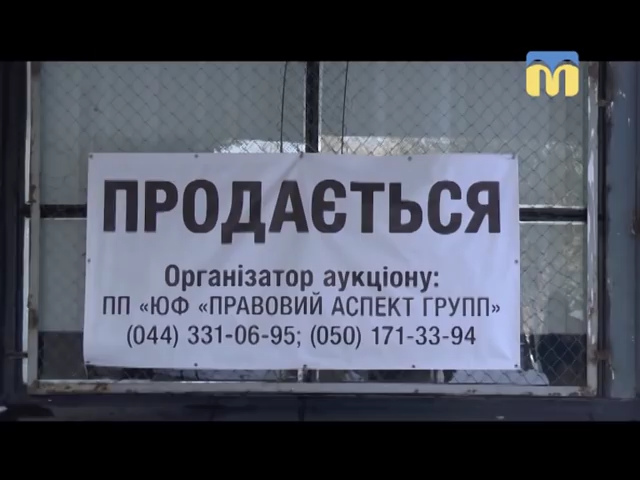 ПРОДАЄТЬСЯ
Організатор аукціону:
ПП «ЮФ «ПРАВОВИЙ АСПЕКТ ГРУПП»
(044) 331-06-95; (050) 171-33-94